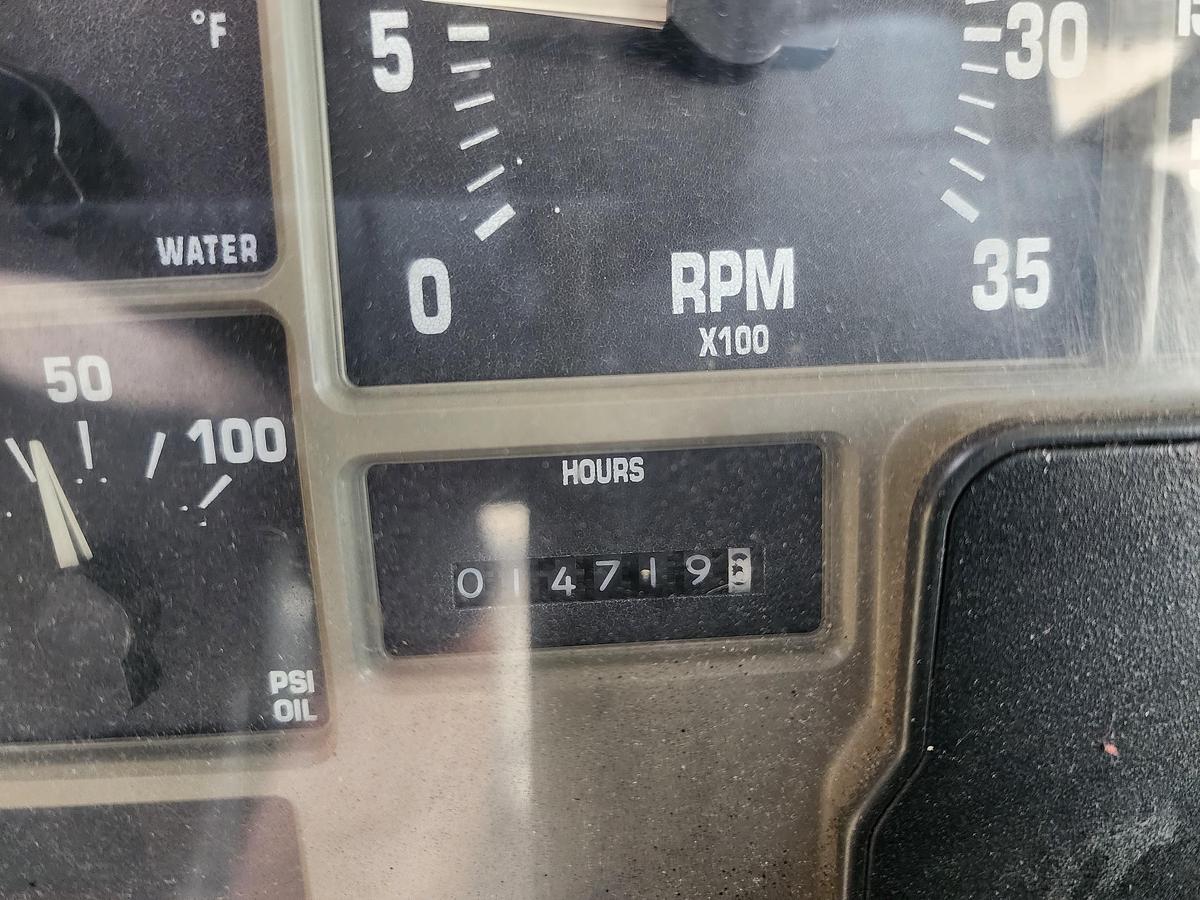 °F
WATER
5
30
0
35
RPM
X100
50
100
PSI
OIL
HOURS
014719